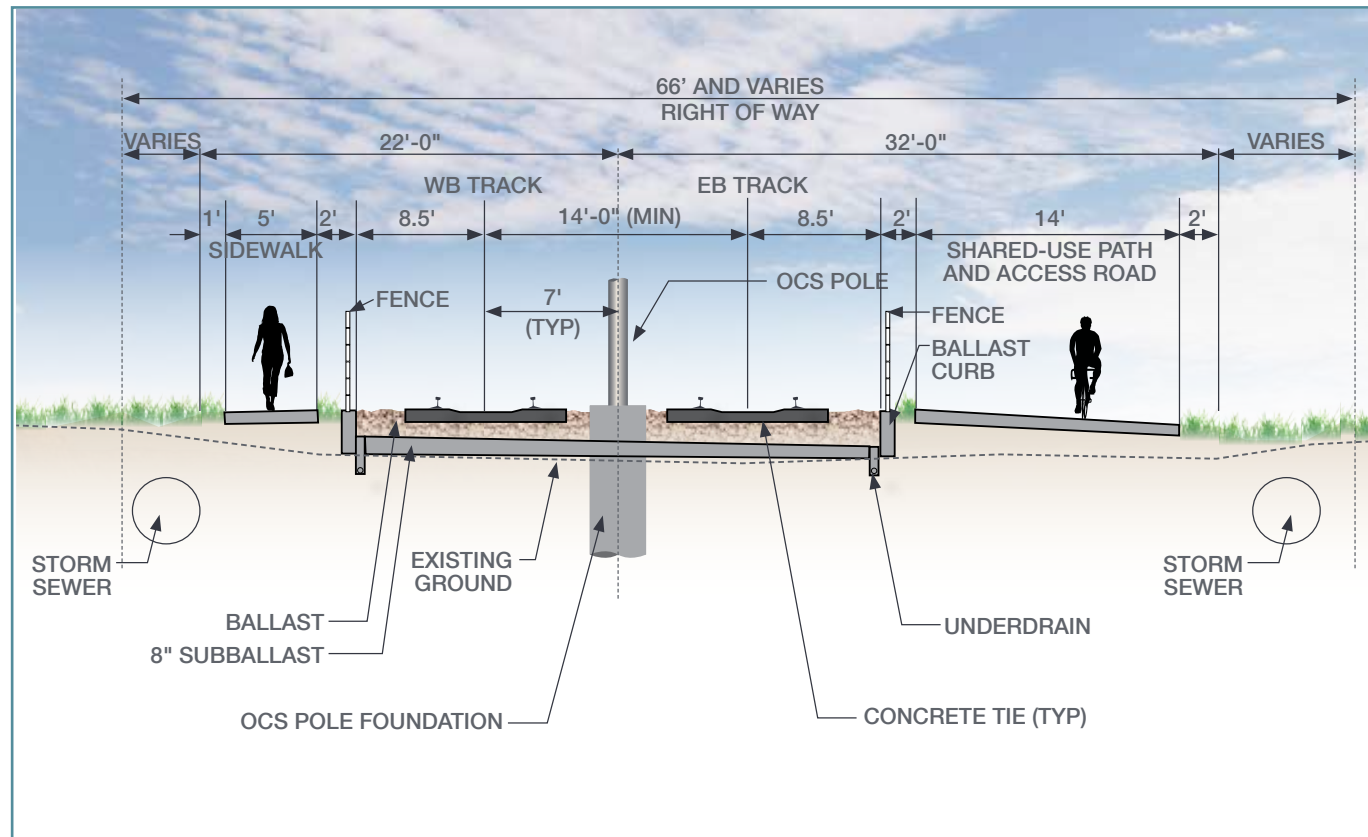 66’ AND VARIES
RIGHT OF WAY
VARIES
22'-0"
32'-0"
VARIES
WB TRACK
EB TRACK
1'
5'
2'
8.5'
14'-0" (MIN)
8.5'
2'
14'
2'
SIDEWALK
SHARED-USE PATH
AND ACCESS ROAD
FENCE
7'
(TYP)
OCS POLE
FENCE
BALLAST
CURB
STORM
SEWER
EXISTING
GROUND
STORM
SEWER
BALLAST
8" SUBBALLAST
UNDERDRAIN
OCS POLE FOUNDATION
CONCRETE TIE (TYP)